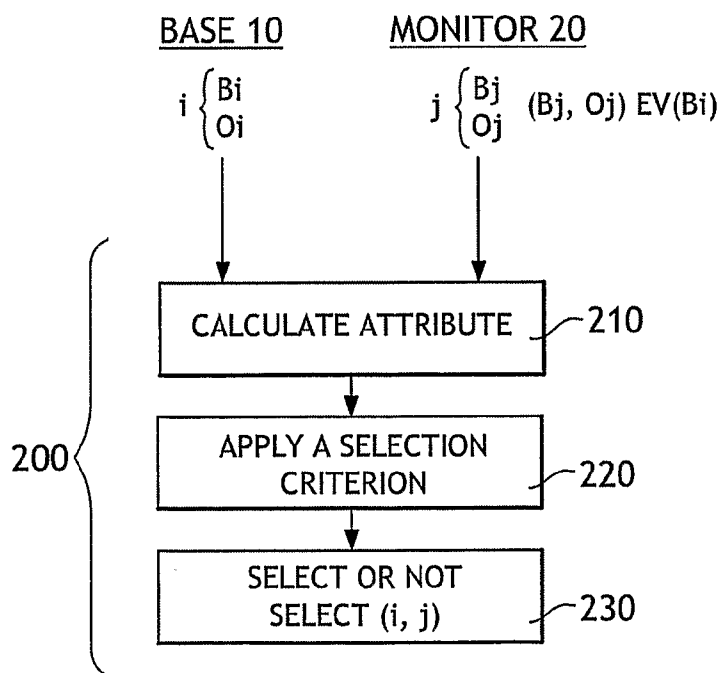 BASE 10 MONITOR 20
i { Bi j { Bj (Bj, Oj) EV(Bi)
Oi Oj
CALCULATE ATTRIBUTE 210
APPLY A SELECTION
CRITERION 220
200
SELECT OR NOT
SELECT (i, j) 230